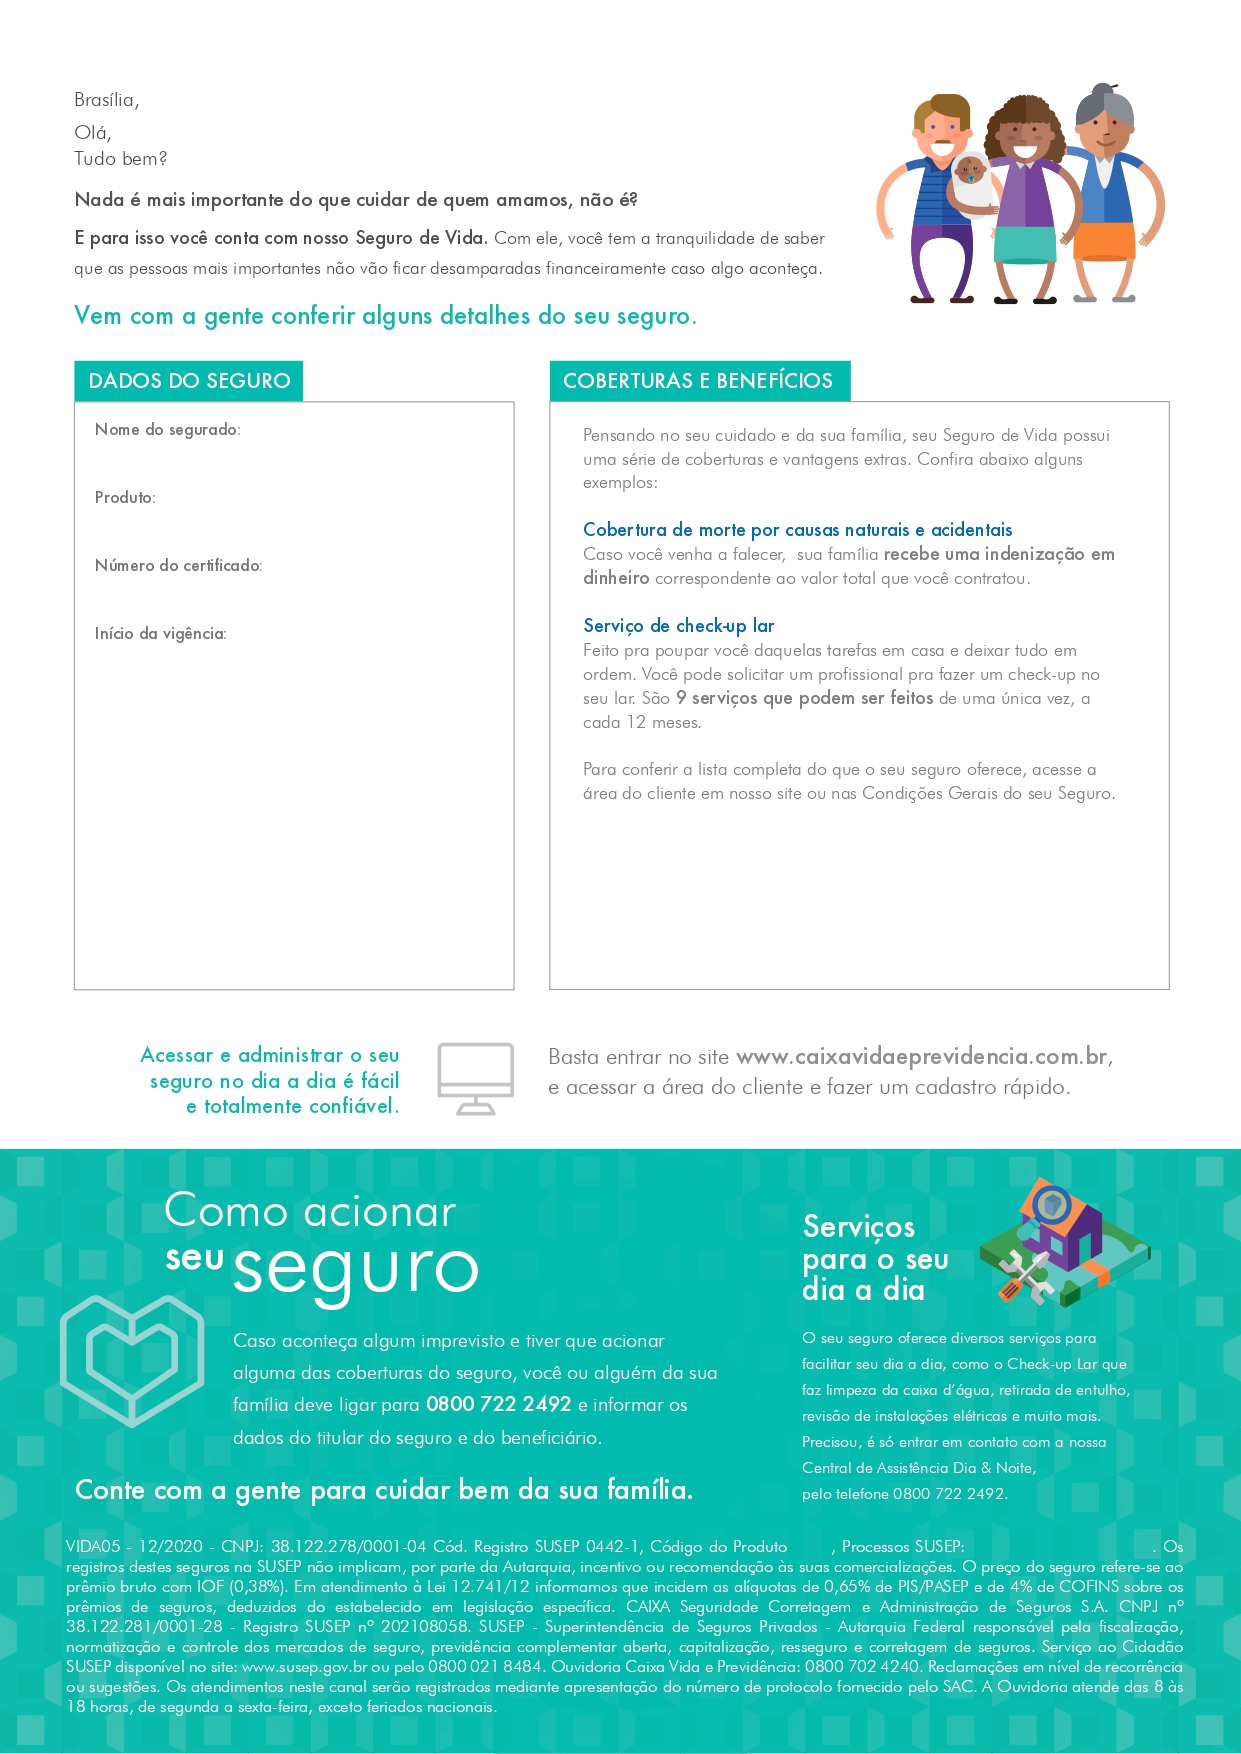 Brasília,
Olá,
Tudo bem?
Nada é mais importante do que cuidar de quem amamos, não é?
E para isso você conta com nosso Seguro de Vida. Com ele, você tem a tranquilidade de saber
que as pessoas mais importantes não vão ficar desamparadas financeiramente caso algo aconteça.
Vem com a gente conferir alguns detalhes do seu seguro.
DADOS DO SEGURO
Nome do segurado:
Produto:
Número do certificado:
Início da vigência:
COBERTURAS E BENEFÍCIOS
Pensando no seu cuidado e da sua família, seu Seguro de Vida possui
uma série de coberturas e vantagens extras. Confira abaixo alguns
exemplos:
Cobertura de morte por causas naturais e acidentais
Caso você venha a falecer, sua família recebe uma indenização em
dinheiro correspondente ao valor total que você contratou.
Serviço de check-up lar
Feito pra poupar você daquelas tarefas em casa e deixar tudo em
ordem. Você pode solicitar um profissional pra fazer um check-up no
seu lar. São 9 serviços que podem ser feitos de uma única vez, a
cada 12 meses.
Para conferir a lista completa do que o seu seguro oferece, acesse a
área do cliente em nosso site ou nas Condições Gerais do seu Seguro.
Acessar e administrar o seu
seguro no dia a dia é fácil
e totalmente confiável.
Basta entrar no site www.caixavidaeprevidencia.com.br,
e acessar a área do cliente e fazer um cadastro rápido.
Como acionar
seu seguro
Caso aconteça algum imprevisto e tiver que acionar
alguma das coberturas do seguro, você ou alguém da sua
família deve ligar para 0800 722 2492 e informar os
dados do titular do seguro e do beneficiário.
Conte com a gente para cuidar bem da sua família.
Serviços
para o seu
dia a dia
O seu seguro oferece diversos serviços para
facilitar seu dia a dia, como o Check-up Lar que
faz limpeza da caixa d’água, retirada de entulho,
revisão de instalações elétricas e muito mais.
Precisou, é só entrar em contato com a nossa
Central de Assistência Dia & Noite,
pelo telefone 0800 722 2492.
VIDA05 - 12/2020 - CNPJ: 38.122.278/0001-04 Cód. Registro SUSEP 0442-1, Código do Produto , Processos SUSEP: . Os
registros destes seguros na SUSEP não implicam, por parte da Autarquia, incentivo ou recomendação às suas comercializações. O preço do seguro refere-se ao
prêmio bruto com IOF (0,38%). Em atendimento à Lei 12.741/12 informamos que incidem as alíquotas de 0,65% de PIS/PASEP e de 4% de COFINS sobre os
prêmios de seguros, deduzidos do estabelecido em legislação específica. CAIXA Seguridade Corretagem e Administração de Seguros S.A. CNPJ nº
38.122.281/0001-28 - Registro SUSEP nº 202108058. SUSEP - Superintendência de Seguros Privados - Autarquia Federal responsável pela fiscalização,
normatização e controle dos mercados de seguro, previdência complementar aberta, capitalização, resseguro e corretagem de seguros. Serviço ao Cidadão
SUSEP disponível no site: www.susep.gov.br ou pelo 0800 021 8484. Ouvidoria Caixa Vida e Previdência: 0800 702 4240. Reclamações em nível de recorrência
ou sugestões. Os atendimentos neste canal serão registrados mediante apresentação do número de protocolo fornecido pelo SAC. A Ouvidoria atende das 8 às
18 horas, de segunda a sexta-feira, exceto feriados nacionais.